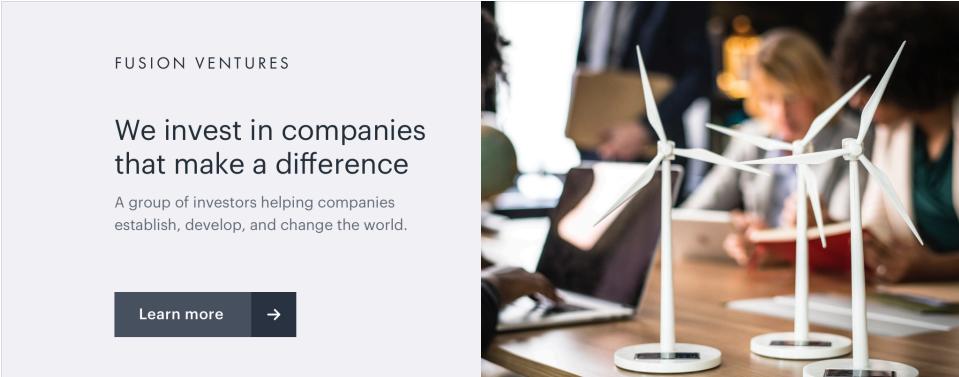 FUSION VENTURES
We invest in companies
that make a difference
A group of investors helping companies
establish, develop, and change the world.
Learn more